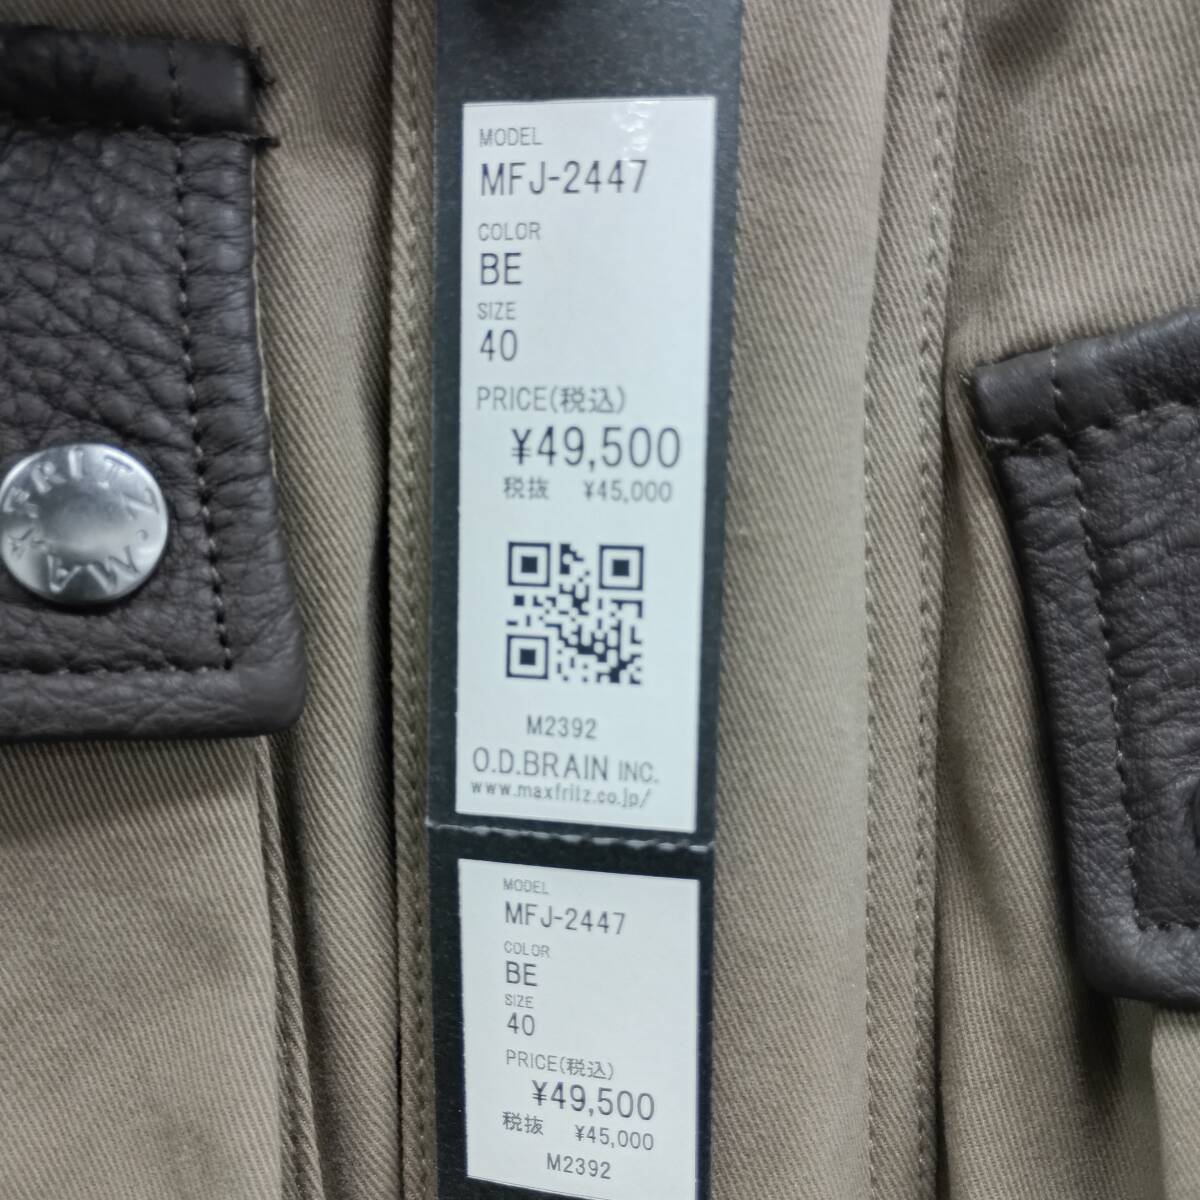 MODEL
MFJ-2447
COLOR
BE
SIZE
40
PRICE(税込)
¥49,500
税抜 ¥45,000
M2392
O.D.BRAIN INC.
www.maxfritz.co.jp/
MODEL
MFJ-2447
COLOR
BE
SIZE
40
PRICE(税込)
¥49,500
税抜 ¥45,000
M2392